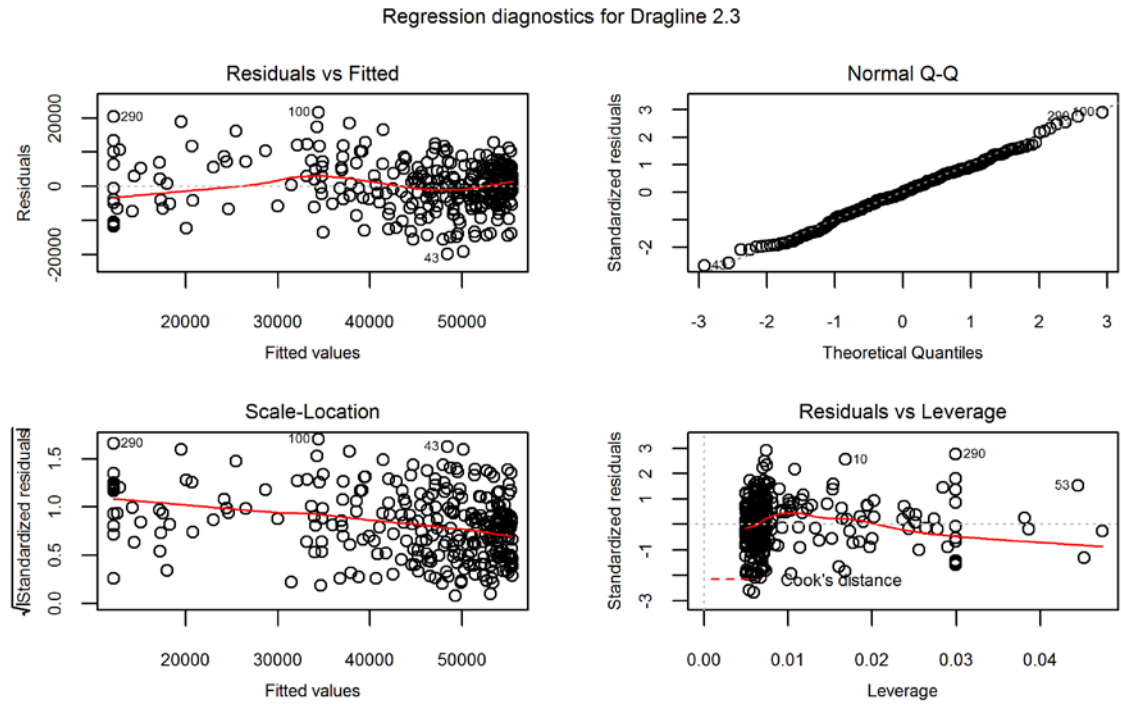 Regression diagnostics for Dragline 2.3
Residuals vs Fitted
Residuals
20000
0
-20000
290
100
43
20000 30000 40000 50000
Fitted values
Normal Q-Q
Standardized residuals
3
1
0
-2
290 100
43
-3 -2 -1 0 1 2 3
Theoretical Quantiles
Scale-Location
√|Standardized residuals|
1.5
1.0
0.5
0.0
290
100
43
20000 30000 40000 50000
Fitted values
Residuals vs Leverage
Standardized residuals
3
1
-1
-3
10
290
53
Cook's distance
0.00 0.01 0.02 0.03 0.04
Leverage